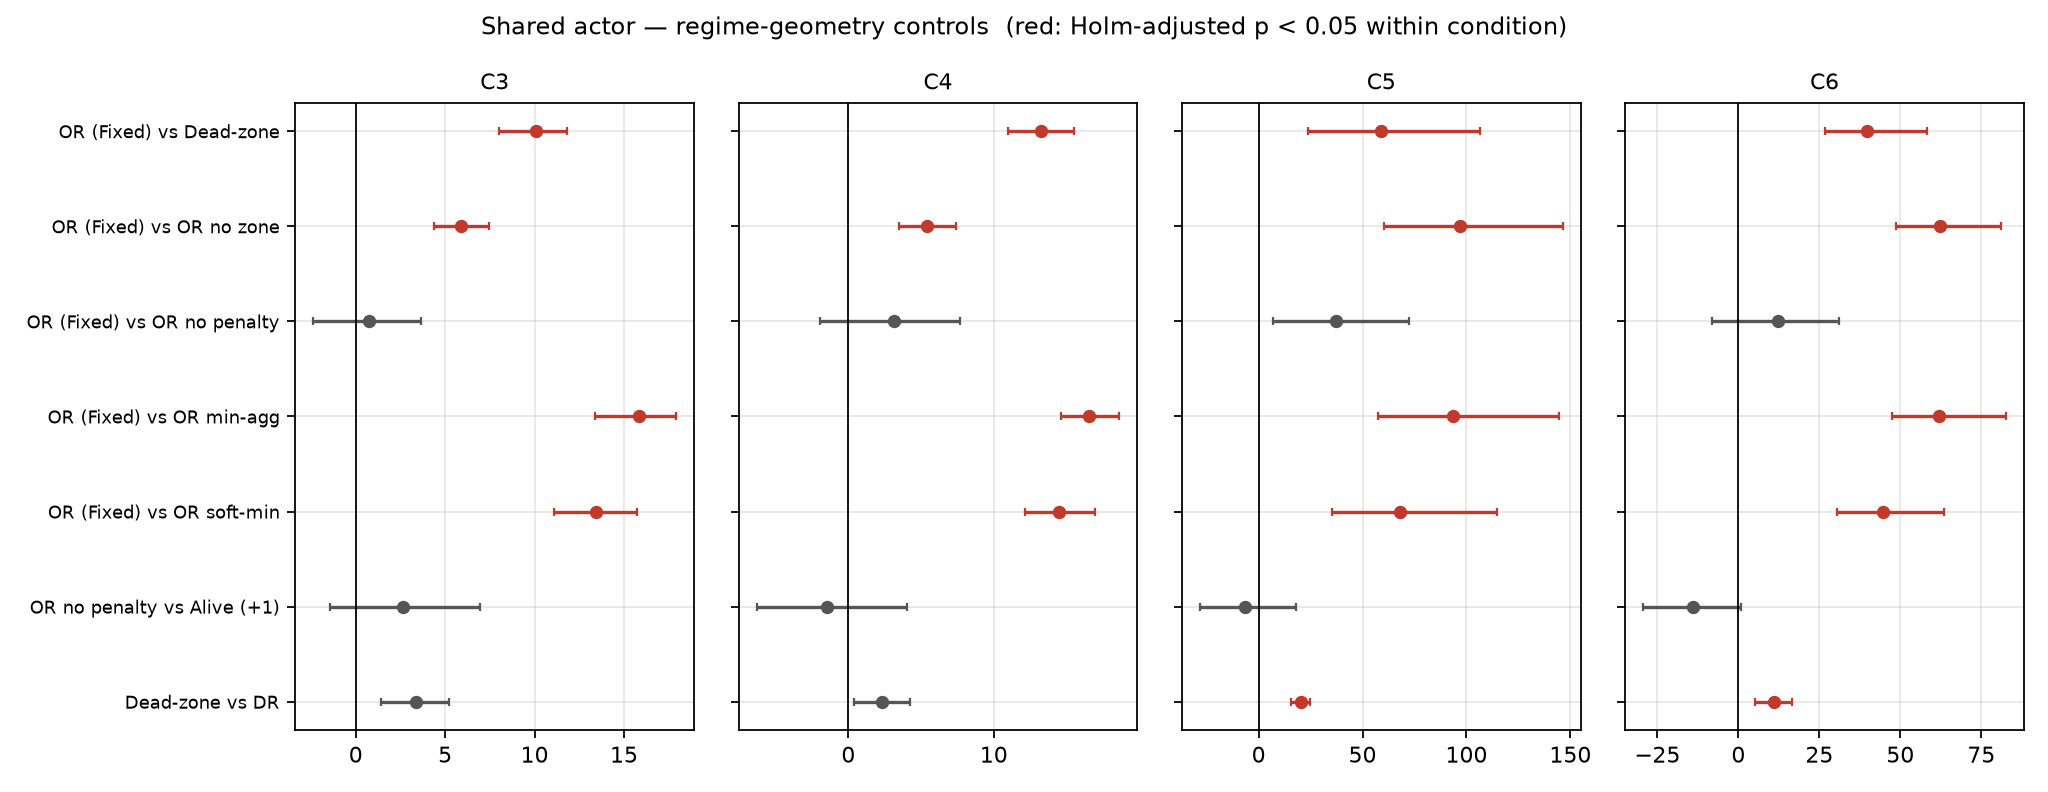 Shared actor — regime-geometry controls  (red: Holm-adjusted p < 0.05 within condition)
C3
C4
C5
C6
OR (Fixed) vs Dead-zone
OR (Fixed) vs OR no zone
OR (Fixed) vs OR no penalty
OR (Fixed) vs OR min-agg
OR (Fixed) vs OR soft-min
OR no penalty vs Alive (+1)
Dead-zone vs DR
0 5 10 15
0 10
0 50 100 150
−25 0 25 50 75